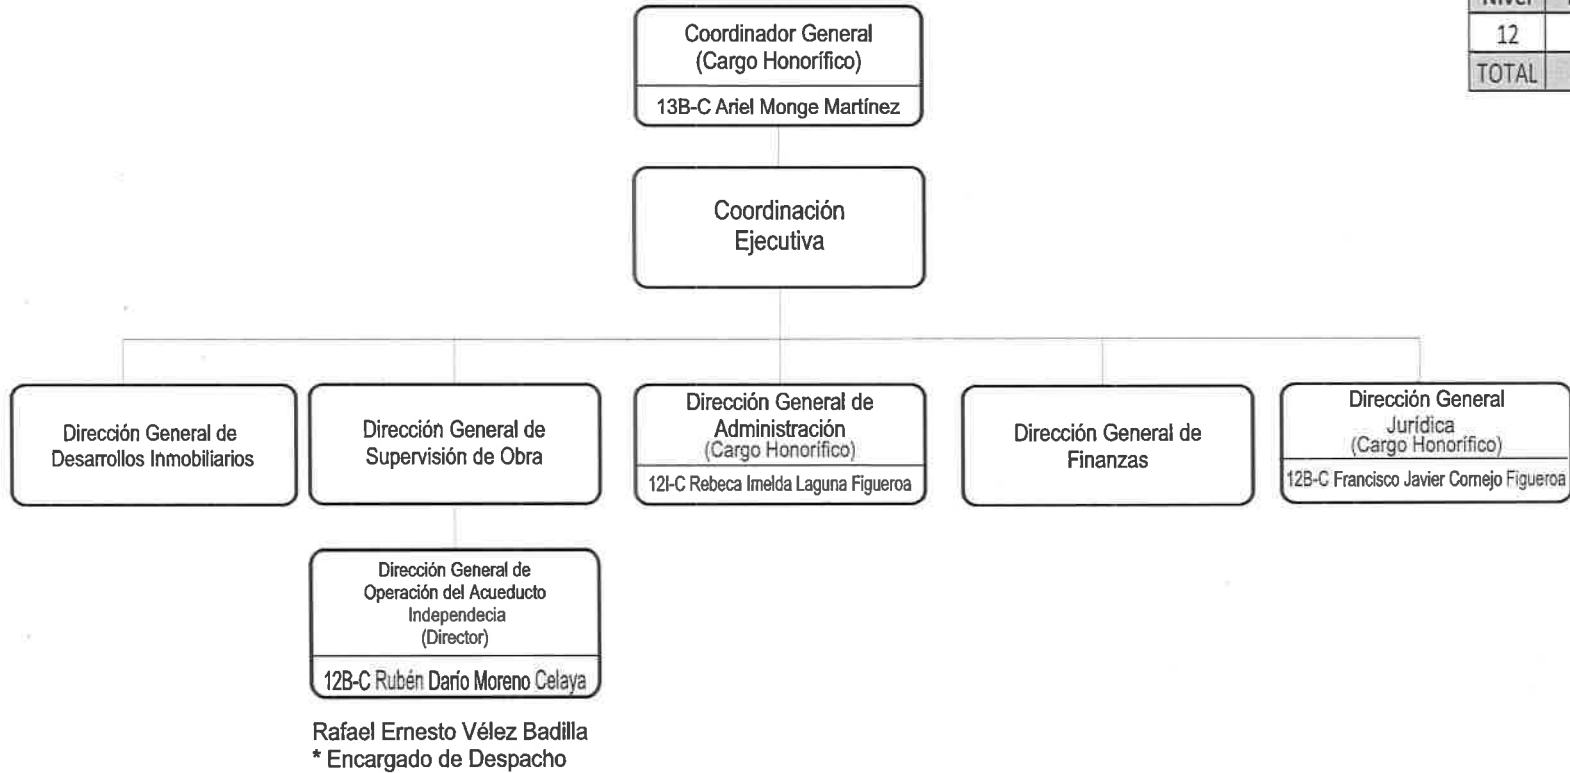 Nivel
12
TOTAL
Coordinador General
(Cargo Honorífico)
13B-C Ariel Monge Martínez
Coordinación
Ejecutiva
Dirección General de
Desarrollos Inmobiliarios
Dirección General de
Supervisión de Obra
Dirección General de
Administración
(Cargo Honorífico)
12I-C Rebeca Imelda Laguna Figueroa
Dirección General de
Finanzas
Dirección General
Jurídica
(Cargo Honorífico)
12B-C Francisco Javier Cornejo Figueroa
Dirección General de
Operación del Acueducto
Independecia
(Director)
12B-C Rubén Darío Moreno Celaya
Rafael Ernesto Vélez Badilla
* Encargado de Despacho